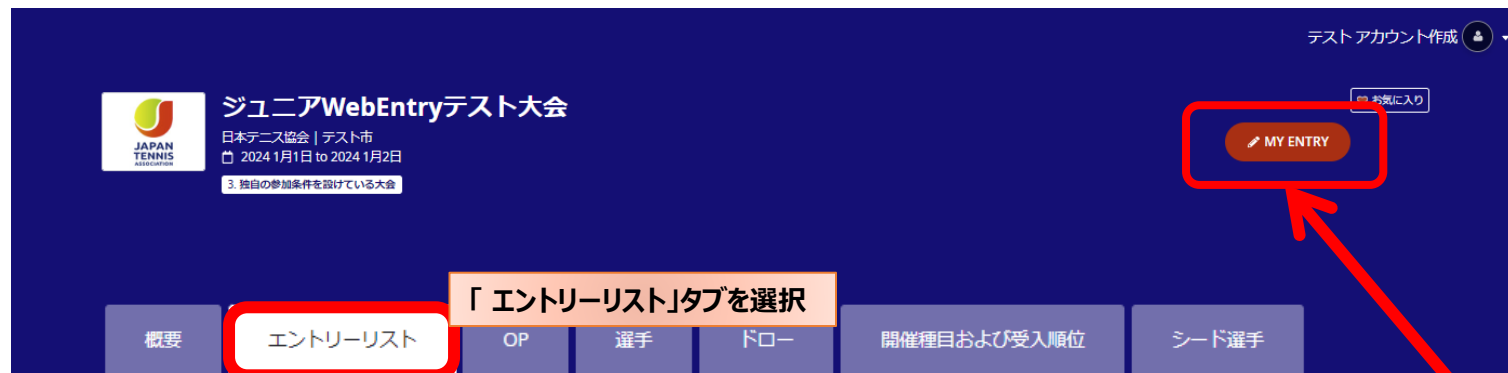 テスト アカウント作成
ジュニアWebEntryテスト大会
お気に入り
JAPAN
TENNIS
ASSOCIATION
日本テニス協会 | テスト市
2024 1月1日 to 2024 1月2日
MY ENTRY
3. 独自の参加条件を設けている大会
「 エントリーリスト」タブを選択
概要
エントリーリスト
OP
選手
ドロー
開催種目および受入順位
シード選手